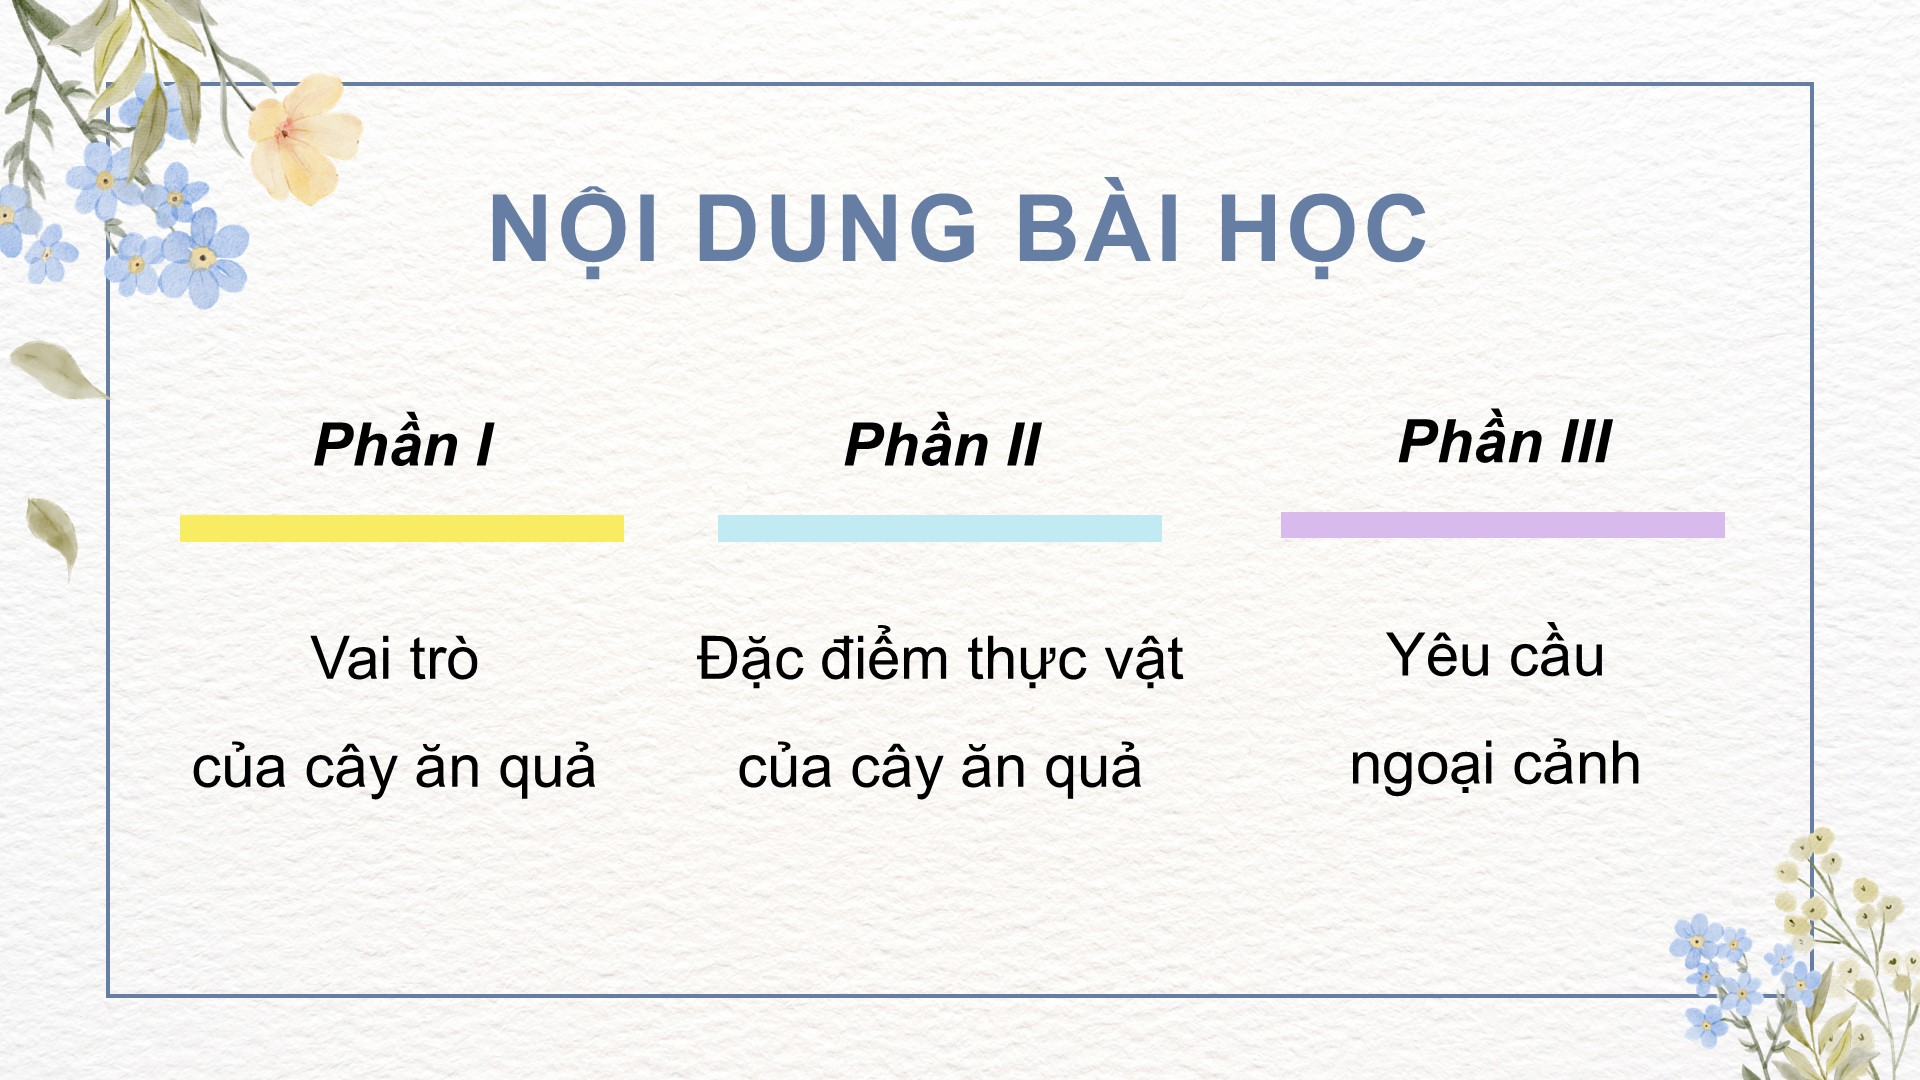 NỘI DUNG BÀI HỌC
Phần I
Vai trò
của cây ăn quả
Phần II
Đặc điểm thực vật
của cây ăn quả
Phần III
Yêu cầu
ngoại cảnh